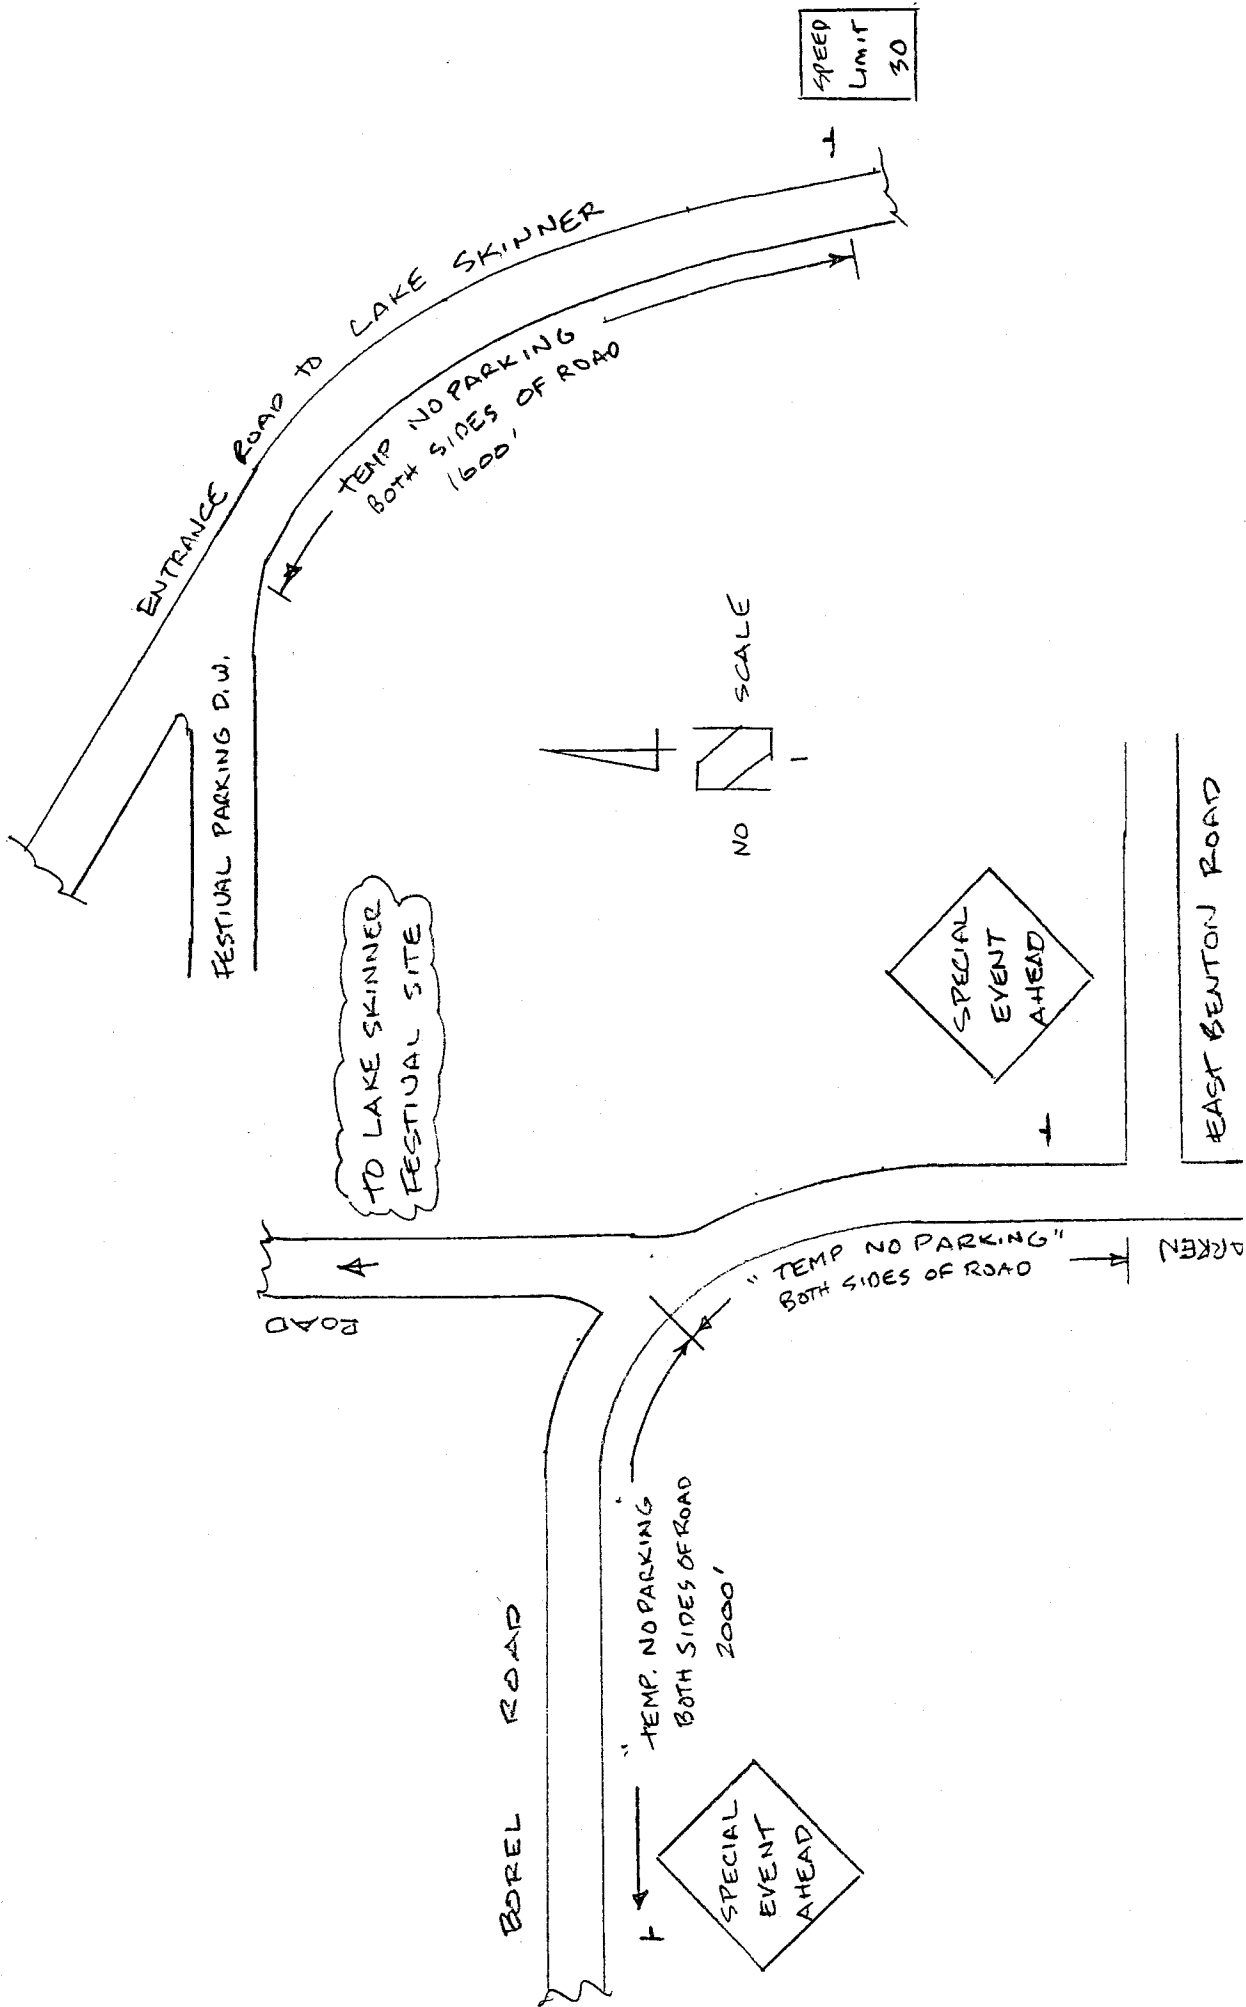 SPEED
LIMIT
30
ENTRANCE ROAD TO LAKE SKINNER
TEMP NO PARKING
BOTH SIDES OF ROAD
1600'
FESTIVAL PARKING D.W.
NO N SCALE
TO LAKE SKINNER
FESTIVAL SITE
SPECIAL
EVENT
AHEAD
EAST BENTON ROAD
ROAD
"TEMP NO PARKING"
BOTH SIDES OF ROAD
BOREL ROAD
"TEMP. NO PARKING
BOTH SIDES OF ROAD
2000'
SPECIAL
EVENT
AHEAD